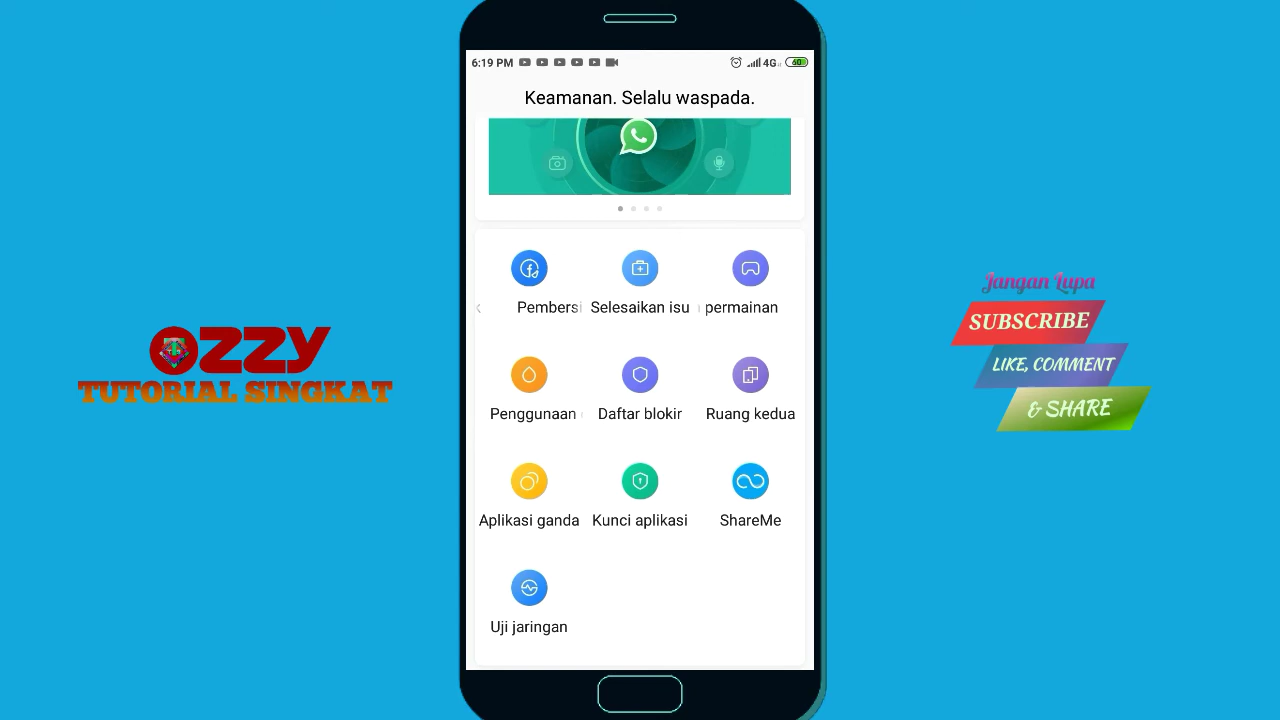 6:19 PM
4G
60
Keamanan. Selalu waspada.
Selesaikan isu
permainan
Penggunaan
Daftar blokir
Ruang kedua
Aplikasi ganda
Kunci aplikasi
ShareMe
Uji jaringan
OZZY
TUTORIAL SINGKAT
Jangan Lupa
SUBSCRIBE
LIKE, COMMENT
& SHARE